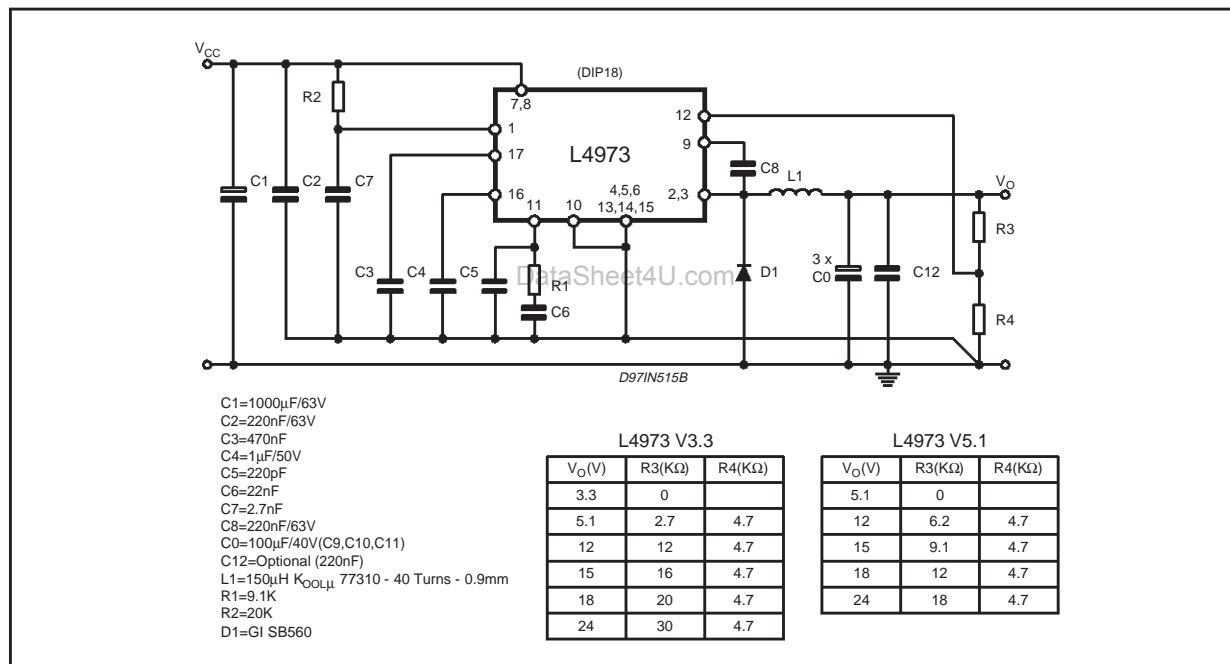 VCC
(DIP18)
R2
7,8
12
1
9
L4973
17
C8
L1
C1
C2
C7
VO
16
4,5,6
2,3
11
10
13,14,15
R3
C3
C4
C5
DataSheet4U.com
R1
D1
3 x
C0
C12
C6
R4
D97IN515B
C1=1000µF/63V
C2=220nF/63V
C3=470nF
C4=1µF/50V
C5=220pF
C6=22nF
C7=2.7nF
C8=220nF/63V
C0=100µF/40V(C9,C10,C11)
C12=Optional (220nF)
L1=150µH KOOLµ 77310 - 40 Turns - 0.9mm
R1=9.1K
R2=20K
D1=GI SB560
L4973 V3.3
VO(V) R3(KΩ) R4(KΩ)
3.3 0
5.1 2.7 4.7
12 12 4.7
15 16 4.7
18 20 4.7
24 30 4.7
L4973 V5.1
VO(V) R3(KΩ) R4(KΩ)
5.1 0
12 6.2 4.7
15 9.1 4.7
18 12 4.7
24 18 4.7